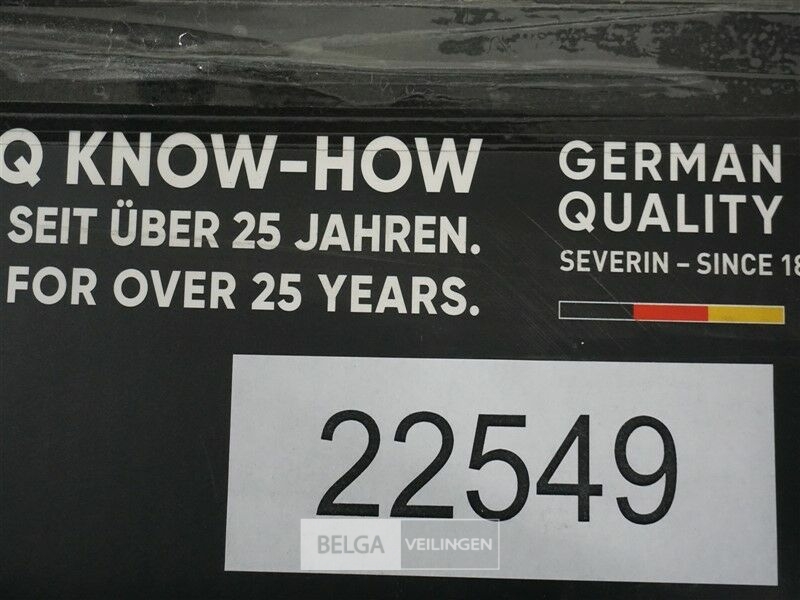 Q KNOW-HOW
SEIT ÜBER 25 JAHREN.
FOR OVER 25 YEARS.
GERMAN
QUALITY
SEVERIN – SINCE 18
22549
BELGA VEILINGEN